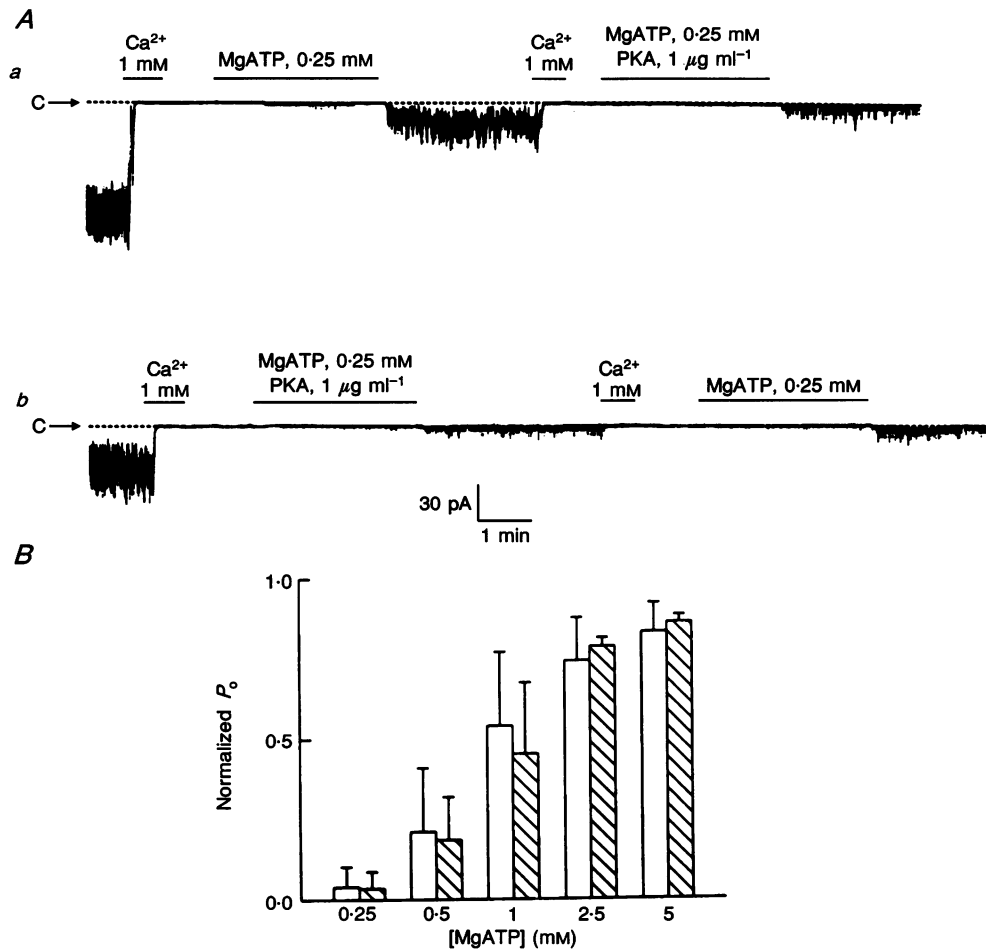 A
a
Ca²⁺
1 mM
MgATP, 0·25 mM
Ca²⁺
1 mM
MgATP, 0·25 mM
PKA, 1 μg ml⁻¹
C
b
Ca²⁺
1 mM
MgATP, 0·25 mM
PKA, 1 μg ml⁻¹
Ca²⁺
1 mM
MgATP, 0·25 mM
C
30 pA
1 min
B
Normalized Pₒ
1·0
0·5
0·0
0·25 0·5 1 2·5 5
[MgATP] (mM)